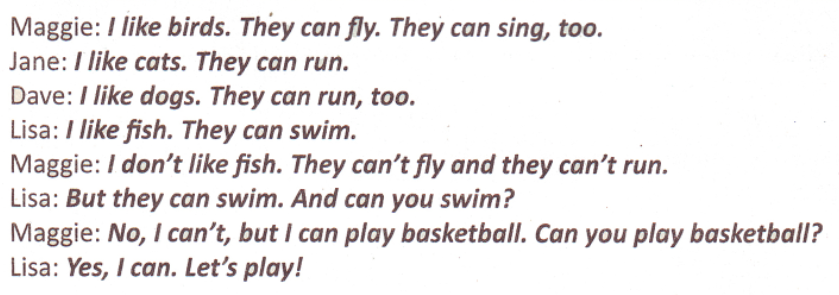 Maggie: I like birds. They can fly. They can sing, too.
Jane: I like cats. They can run.
Dave: I like dogs. They can run, too.
Lisa: I like fish. They can swim.
Maggie: I don't like fish. They can't fly and they can't run.
Lisa: But they can swim. And can you swim?
Maggie: No, I can't, but I can play basketball. Can you play basketball?
Lisa: Yes, I can. Let's play!